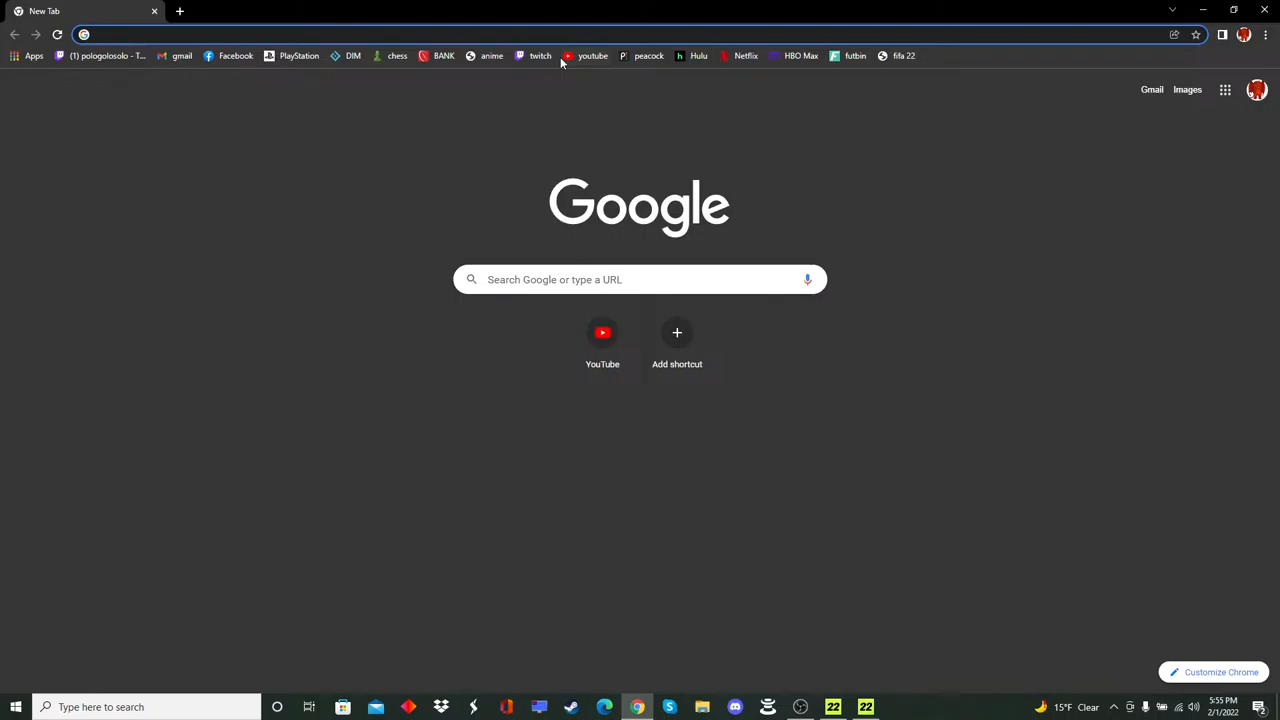 New Tab
Apps (1) pologolosolo - T... gmail Facebook PlayStation DIM chess BANK anime twitch youtube peacock Hulu Netflix HBO Max futbin fifa 22
Gmail Images
Google
Search Google or type a URL
YouTube Add shortcut
Customize Chrome
Type here to search
22 22
15°F Clear
5:55 PM
2/1/2022